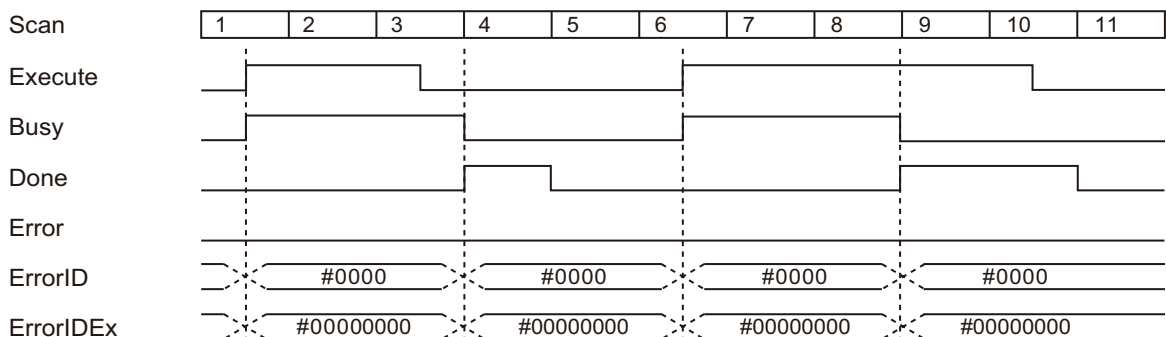 Scan 1 2 3 4 5 6 7 8 9 10 11
Execute
Busy
Done
Error
ErrorID #0000 #0000 #0000 #0000
ErrorIDEx #00000000 #00000000 #00000000 #00000000